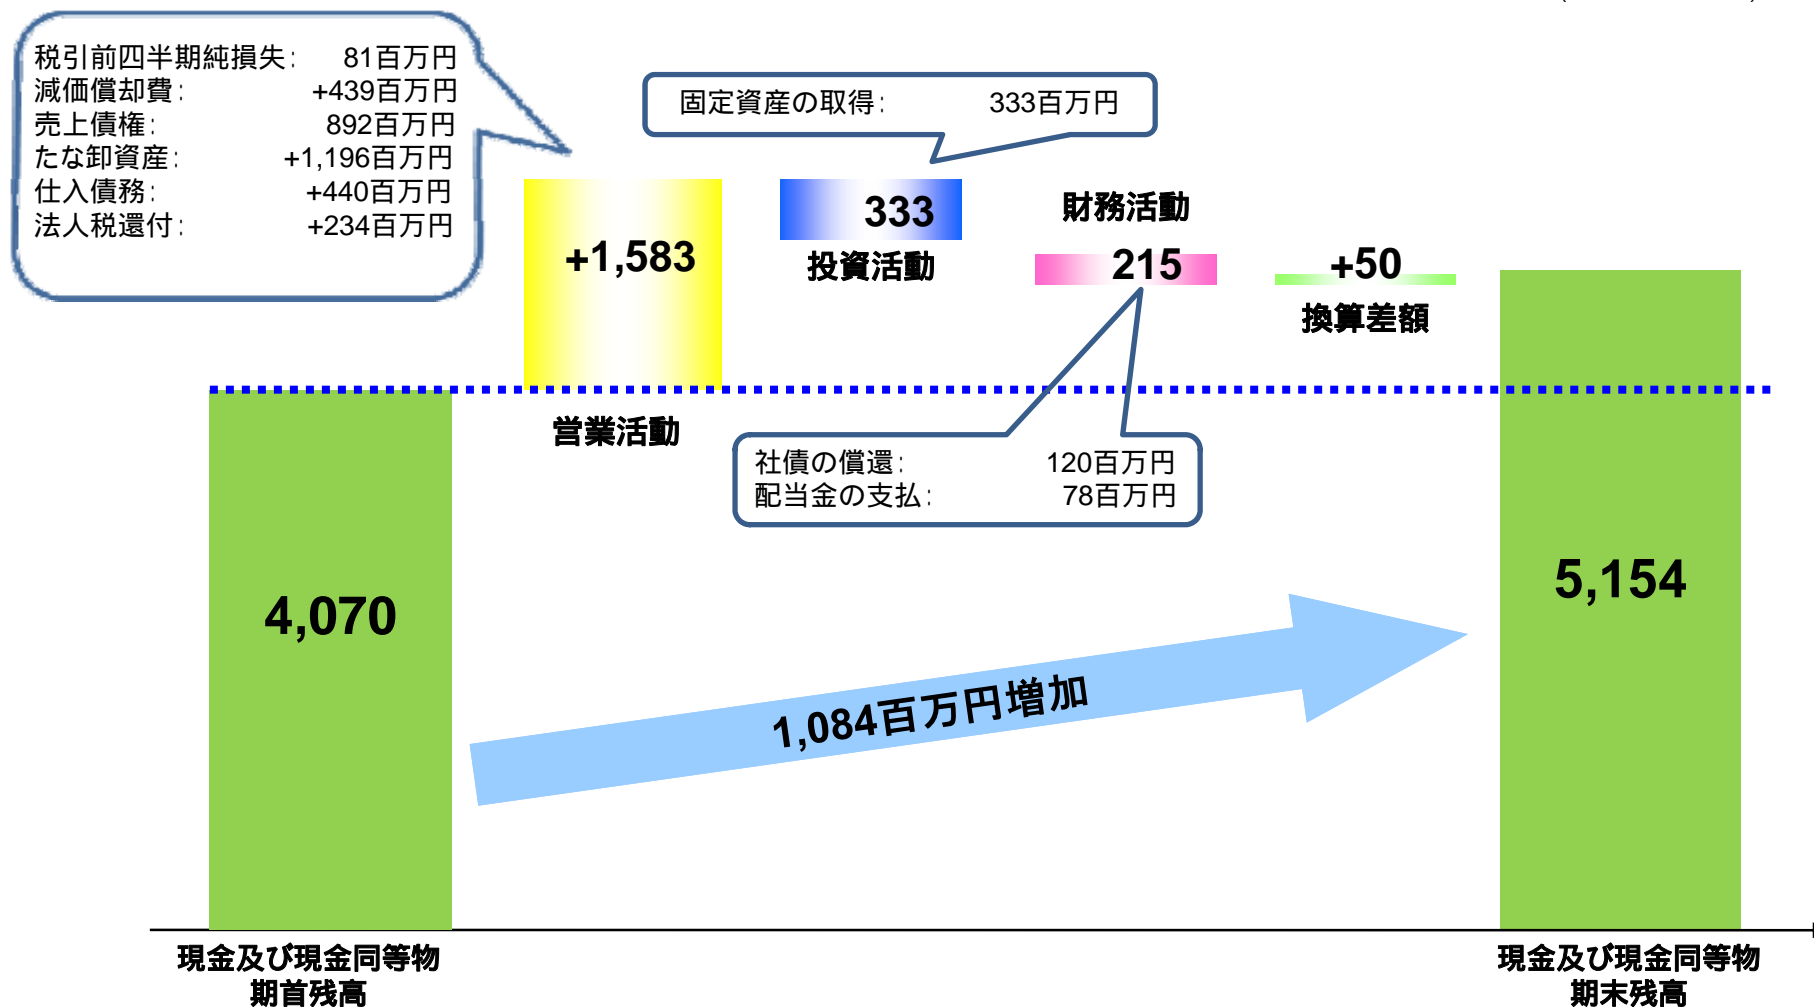 税引前四半期純損失: 81百万円
減価償却費: +439百万円
売上債権: 892百万円
たな卸資産: +1,196百万円
仕入債務: +440百万円
法人税還付: +234百万円
固定資産の取得: 333百万円
+1,583
営業活動
333
投資活動
財務活動
215
+50
換算差額
社債の償還: 120百万円
配当金の支払: 78百万円
4,070
5,154
1,084百万円増加
現金及び現金同等物
期首残高
現金及び現金同等物
期末残高